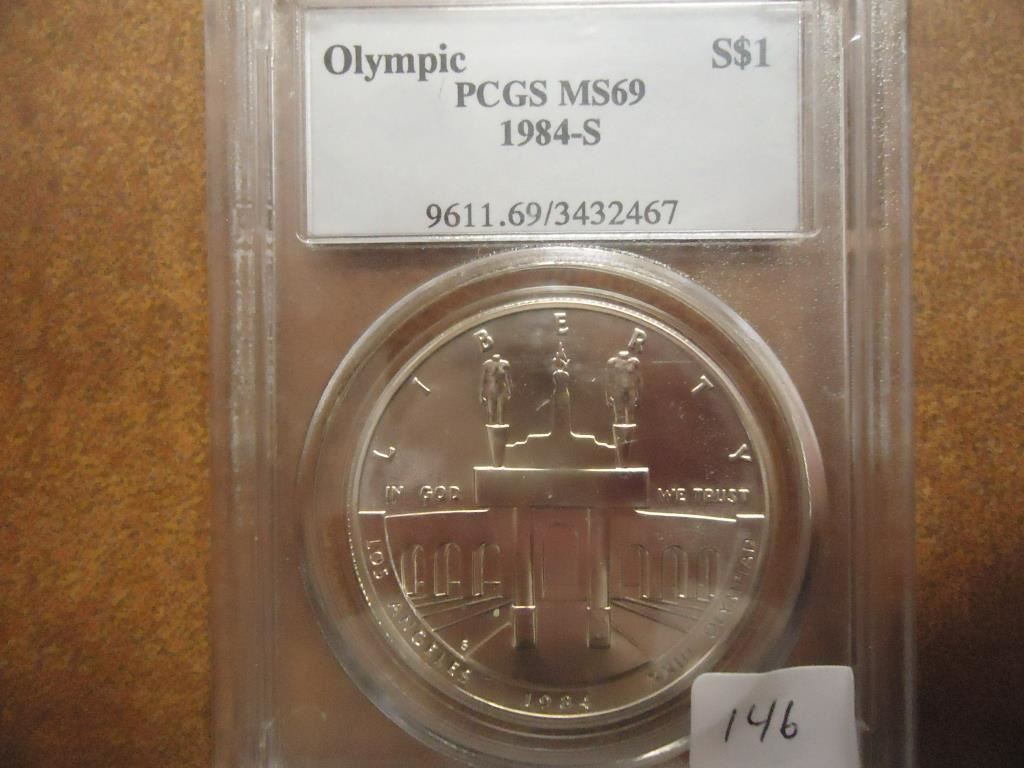 Olympic S$1
PCGS MS69
1984-S
9611.69/3432467
LIBERTY
IN GOD WE TRUST
LOS ANGELES
XXIII OLYMPIAD
S
1984
146